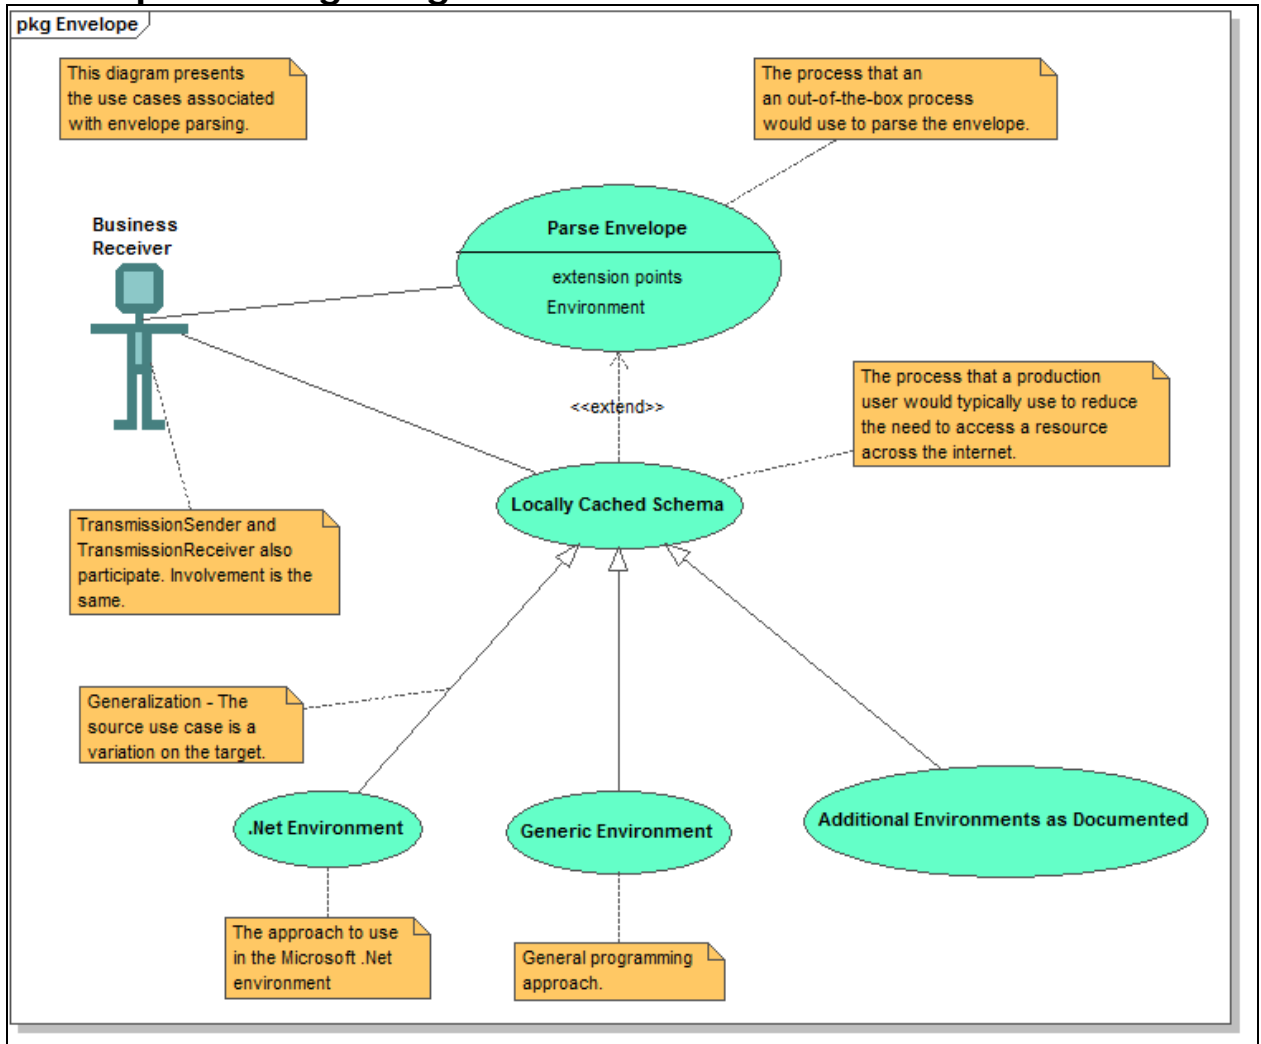 pkg Envelope
This diagram presents
the use cases associated
with envelope parsing.
The process that an
an out-of-the-box process
would use to parse the envelope.
Business
Receiver
Parse Envelope
extension points
Environment
<<extend>>
The process that a production
user would typically use to reduce
the need to access a resource
across the internet.
Locally Cached Schema
TransmissionSender and
TransmissionReceiver also
participate. Involvement is the
same.
Generalization - The
source use case is a
variation on the target.
.Net Environment
Generic Environment
Additional Environments as Documented
The approach to use
in the Microsoft .Net
environment
General programming
approach.